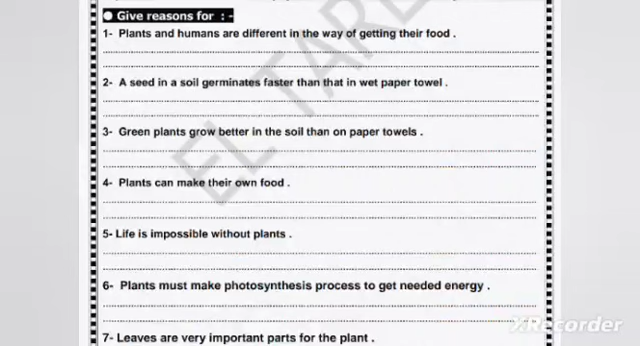 Give reasons for : -
1- Plants and humans are different in the way of getting their food .
2- A seed in a soil germinates faster than that in wet paper towel .
3- Green plants grow better in the soil than on paper towels .
4- Plants can make their own food .
5- Life is impossible without plants .
6- Plants must make photosynthesis process to get needed energy .
7- Leaves are very important parts for the plant .
EL TARE
XRecorder